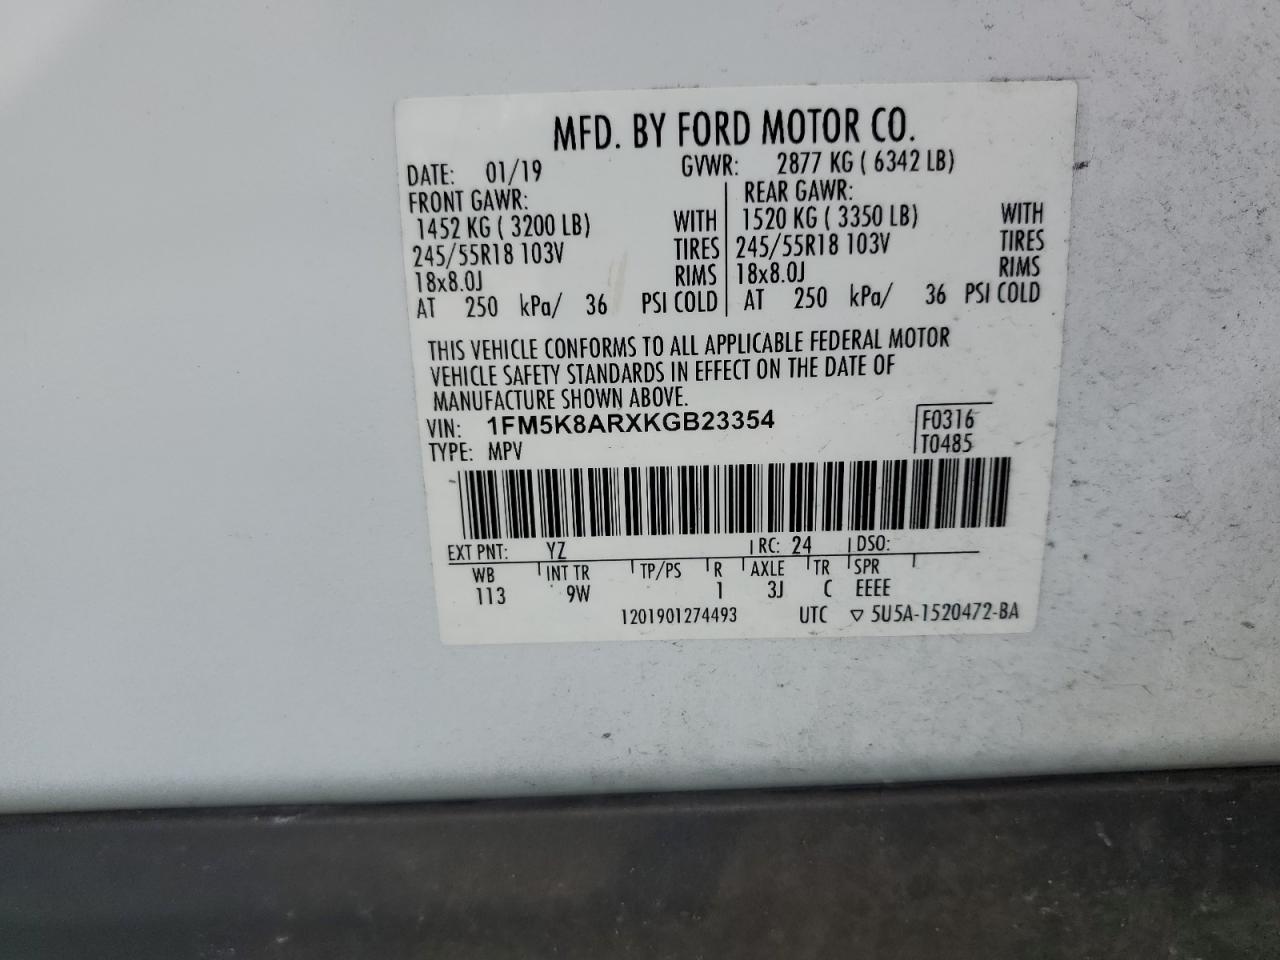 MFD. BY FORD MOTOR CO.
DATE: 01/19 GVWR: 2877 KG ( 6342 LB)
FRONT GAWR: REAR GAWR:
1452 KG ( 3200 LB) WITH 1520 KG ( 3350 LB) WITH
245/55R18 103V TIRES 245/55R18 103V TIRES
18x8.0J RIMS 18x8.0J RIMS
AT 250 kPa/ 36 PSI COLD AT 250 kPa/ 36 PSI COLD
THIS VEHICLE CONFORMS TO ALL APPLICABLE FEDERAL MOTOR
VEHICLE SAFETY STANDARDS IN EFFECT ON THE DATE OF
MANUFACTURE SHOWN ABOVE.
VIN: 1FM5K8ARXKGB23354 F0316
TYPE: MPV T0485
EXT PNT: YZ RC: 24 DSO:
WB INT TR TP/PS R AXLE TR SPR
113 9W 1 3J C EEEE
1201901274493 UTC ▽ 5U5A-1520472-BA